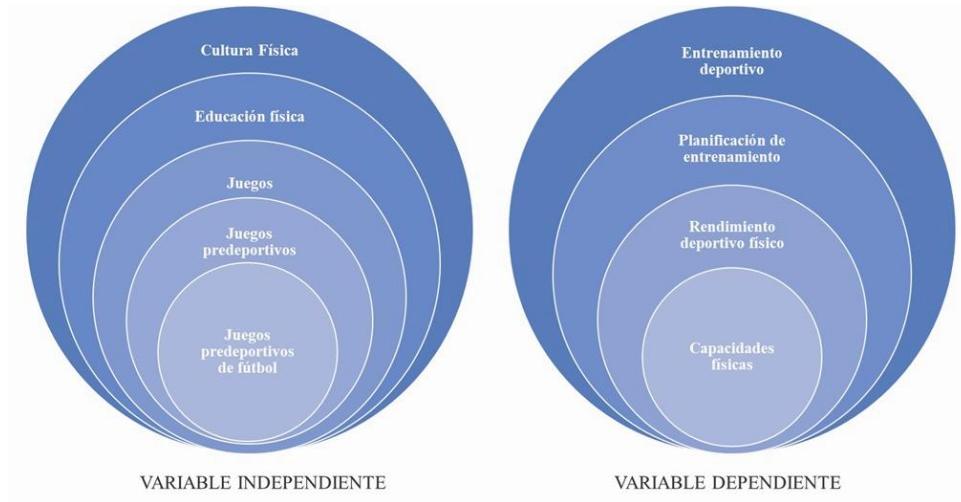 Cultura Física
Educación física
Juegos
Juegos
predeportivos
Juegos
predeportivos
de fútbol
VARIABLE INDEPENDIENTE
Entrenamiento
deportivo
Planificación de
entrenamiento
Rendimiento
deportivo físico
Capacidades
físicas
VARIABLE DEPENDIENTE